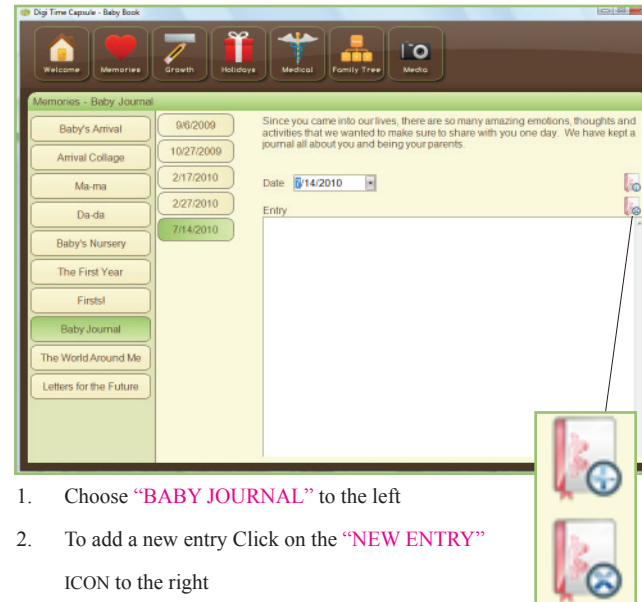 Digi Time Capsule - Baby Book
Welcome
Memories
Growth
Holidays
Medical
Family Tree
Media
Memories - Baby Journal
Baby's Arrival
Arrival Collage
Ma-ma
Da-da
Baby's Nursery
The First Year
Firsts!
Baby Journal
The World Around Me
Letters for the Future
9/6/2009
10/27/2009
2/17/2010
2/27/2010
7/14/2010
Since you came into our lives, there are so many amazing emotions, thoughts and
activities that we wanted to make sure to share with you one day. We have kept a
journal all about you and being your parents.
Date 7/14/2010
Entry
1. Choose “BABY JOURNAL” to the left
2. To add a new entry Click on the “NEW ENTRY”
ICON to the right